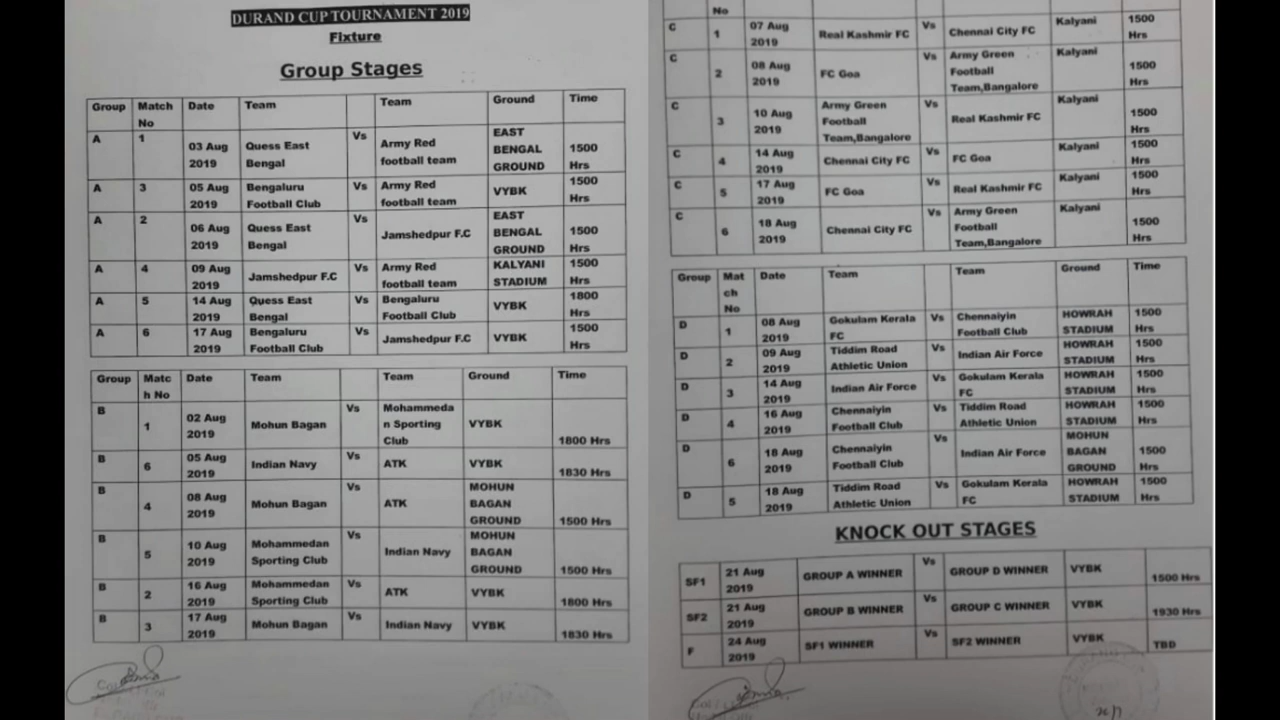 DURAND CUP TOURNAMENT 2019
Fixture
Group Stages
Group Match No Date Team Team Ground Time
A 1 03 Aug 2019 Quess East Bengal Vs Army Red football team EAST BENGAL GROUND 1500 Hrs
A 3 05 Aug 2019 Bengaluru Football Club Vs Army Red football team VYBK 1500 Hrs
A 2 06 Aug 2019 Quess East Bengal Vs Jamshedpur F.C EAST BENGAL GROUND 1500 Hrs
A 4 09 Aug 2019 Jamshedpur F.C Vs Army Red football team KALYANI STADIUM 1500 Hrs
A 5 14 Aug 2019 Quess East Bengal Vs Bengaluru Football Club VYBK 1800 Hrs
A 6 17 Aug 2019 Bengaluru Football Club Vs Jamshedpur F.C VYBK 1500 Hrs
Group Matc h No Date Team Team Ground Time
B 1 02 Aug 2019 Mohun Bagan Vs Mohammeda n Sporting Club VYBK 1800 Hrs
B 6 05 Aug 2019 Indian Navy Vs ATK VYBK 1830 Hrs
B 4 08 Aug 2019 Mohun Bagan Vs ATK MOHUN BAGAN GROUND 1500 Hrs
B 5 10 Aug 2019 Mohammedan Sporting Club Vs Indian Navy MOHUN BAGAN GROUND 1500 Hrs
B 2 16 Aug 2019 Mohammedan Sporting Club Vs ATK VYBK 1800 Hrs
B 3 17 Aug 2019 Mohun Bagan Vs Indian Navy VYBK 1830 Hrs
No
C 1 07 Aug 2019 Real Kashmir FC Vs Chennai City FC Kalyani 1500 Hrs
C 2 08 Aug 2019 FC Goa Vs Army Green Football Team,Bangalore Kalyani 1500 Hrs
C 3 10 Aug 2019 Army Green Football Team,Bangalore Vs Real Kashmir FC Kalyani 1500 Hrs
C 4 14 Aug 2019 Chennai City FC Vs FC Goa Kalyani 1500 Hrs
C 5 17 Aug 2019 FC Goa Vs Real Kashmir FC Kalyani 1500 Hrs
C 6 18 Aug 2019 Chennai City FC Vs Army Green Football Team,Bangalore Kalyani 1500 Hrs
Group Mat ch No Date Team Team Ground Time
D 1 08 Aug 2019 Gokulam Kerala FC Vs Chennaiyin Football Club HOWRAH STADIUM 1500 Hrs
D 2 09 Aug 2019 Tiddim Road Athletic Union Vs Indian Air Force HOWRAH STADIUM 1500 Hrs
D 3 14 Aug 2019 Indian Air Force Vs Gokulam Kerala FC HOWRAH STADIUM 1500 Hrs
D 4 16 Aug 2019 Chennaiyin Football Club Vs Tiddim Road Athletic Union HOWRAH STADIUM 1500 Hrs
D 6 18 Aug 2019 Chennaiyin Football Club Vs Indian Air Force MOHUN BAGAN GROUND 1500 Hrs
D 5 18 Aug 2019 Tiddim Road Athletic Union Vs Gokulam Kerala FC HOWRAH STADIUM 1500 Hrs
KNOCK OUT STAGES
SF1 21 Aug 2019 GROUP A WINNER Vs GROUP D WINNER VYBK 1500 Hrs
SF2 21 Aug 2019 GROUP B WINNER Vs GROUP C WINNER VYBK 1930 Hrs
F 24 Aug 2019 SF1 WINNER Vs SF2 WINNER VYBK TBD